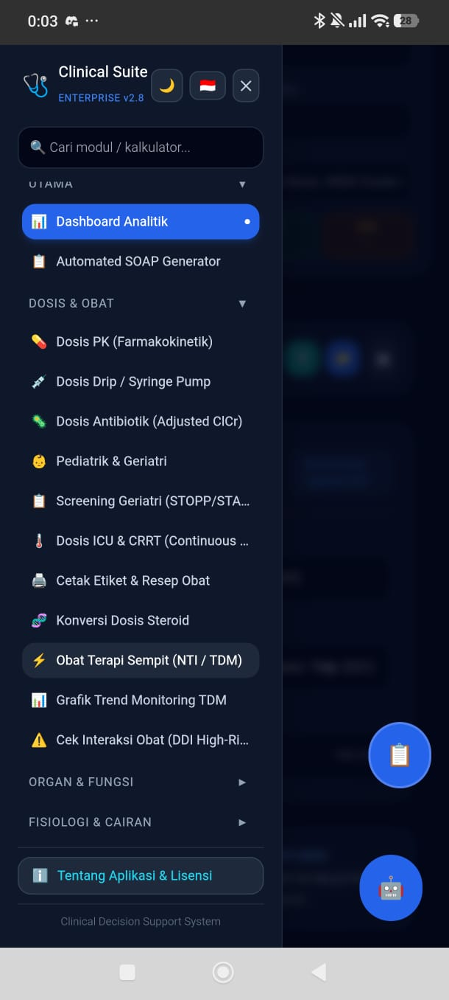 0:03
28
Clinical Suite
ENTERPRISE v2.8
Cari modul / kalkulator...
UTAMA
Dashboard Analitik
Automated SOAP Generator
DOSIS & OBAT
Dosis PK (Farmakokinetik)
Dosis Drip / Syringe Pump
Dosis Antibiotik (Adjusted ClCr)
Pediatrik & Geriatri
Screening Geriatri (STOPP/STA...
Dosis ICU & CRRT (Continuous ...
Cetak Etiket & Resep Obat
Konversi Dosis Steroid
Obat Terapi Sempit (NTI / TDM)
Grafik Trend Monitoring TDM
Cek Interaksi Obat (DDI High-Ri...
ORGAN & FUNGSI
FISIOLOGI & CAIRAN
Tentang Aplikasi & Lisensi
Clinical Decision Support System